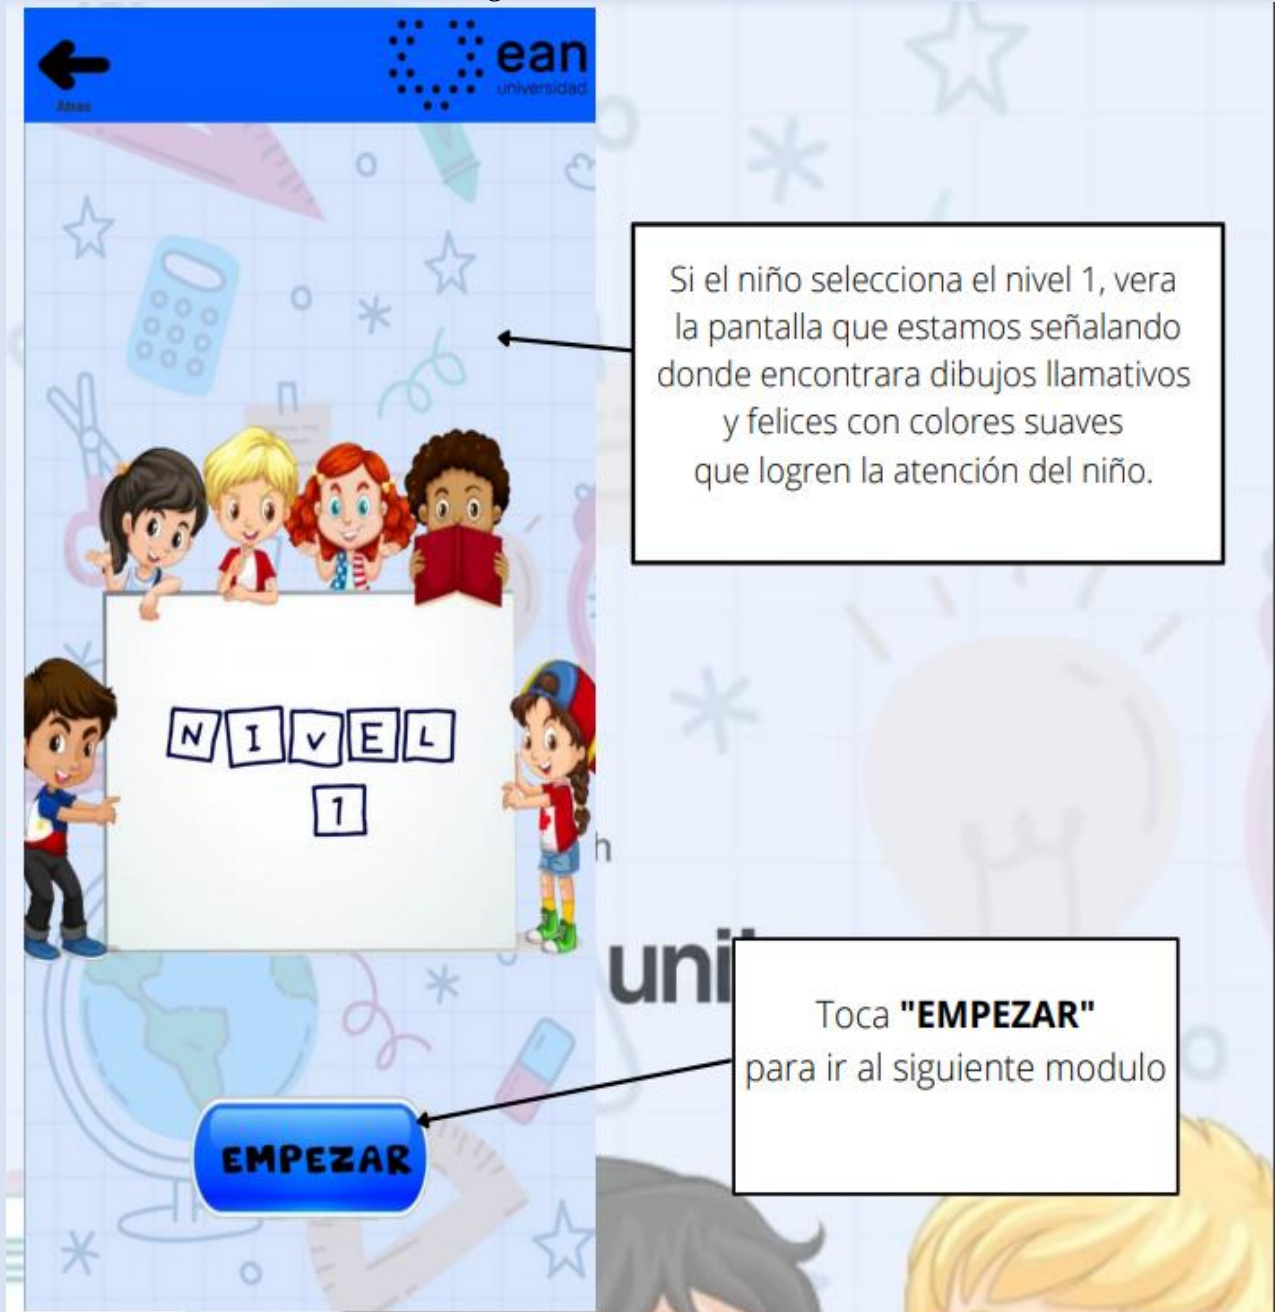 ean
universidad
Atras
Si el niño selecciona el nivel 1, vera
la pantalla que estamos señalando
donde encontrara dibujos llamativos
y felices con colores suaves
que logren la atención del niño.
NIVEL
1
h
uni
Toca "EMPEZAR"
para ir al siguiente modulo
EMPEZAR